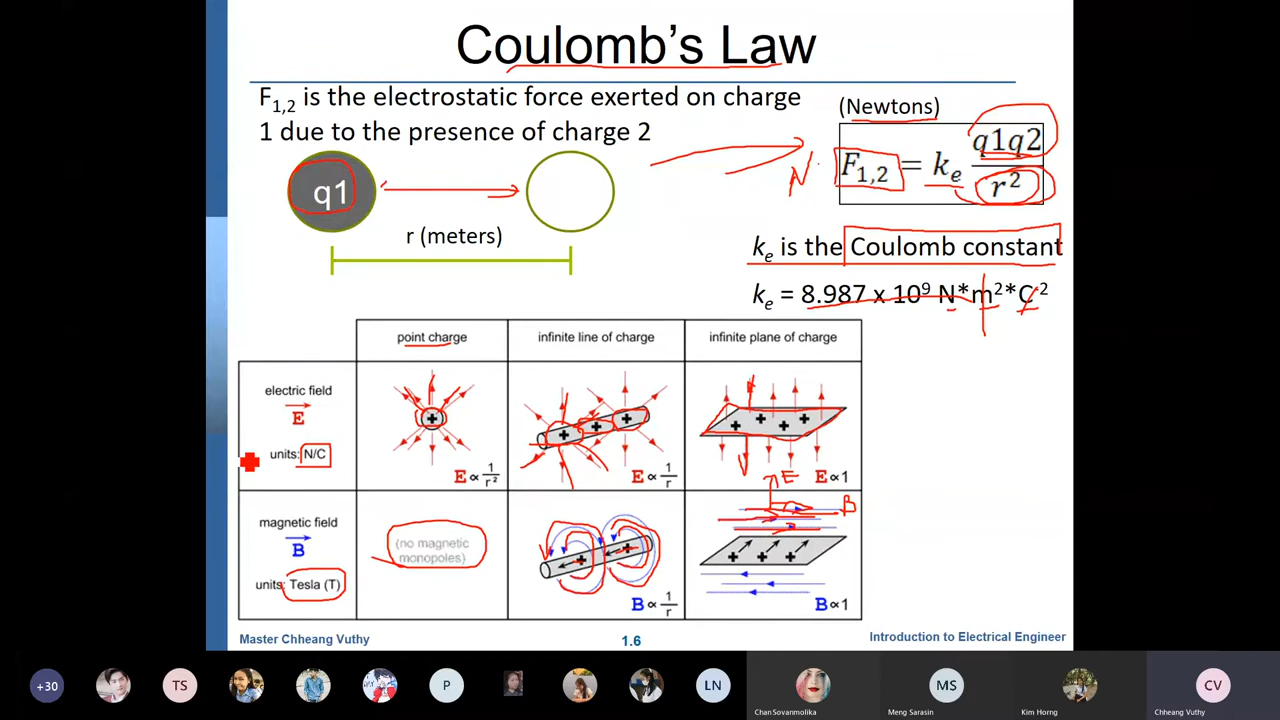 Coulomb's Law
F1,2 is the electrostatic force exerted on charge
1 due to the presence of charge 2
(Newtons)
F1,2 = ke q1q2 / r2
N
q1
r (meters)
ke is the Coulomb constant
ke = 8.987 x 10⁹ N*m²*C²
point charge
infinite line of charge
infinite plane of charge
electric field
E
units: N/C
E ∝ 1/r²
E ∝ 1/r
E ∝ 1
E
B
magnetic field
B
units: Tesla (T)
(no magnetic
monopoles)
B ∝ 1/r
B ∝ 1
Master Chheang Vuthy
1.6
Introduction to Electrical Engineer
+30
TS
P
LN
MS
CV
Chan Sovanmolika
Meng Sarasin
Kim Horng
Chheang Vuthy